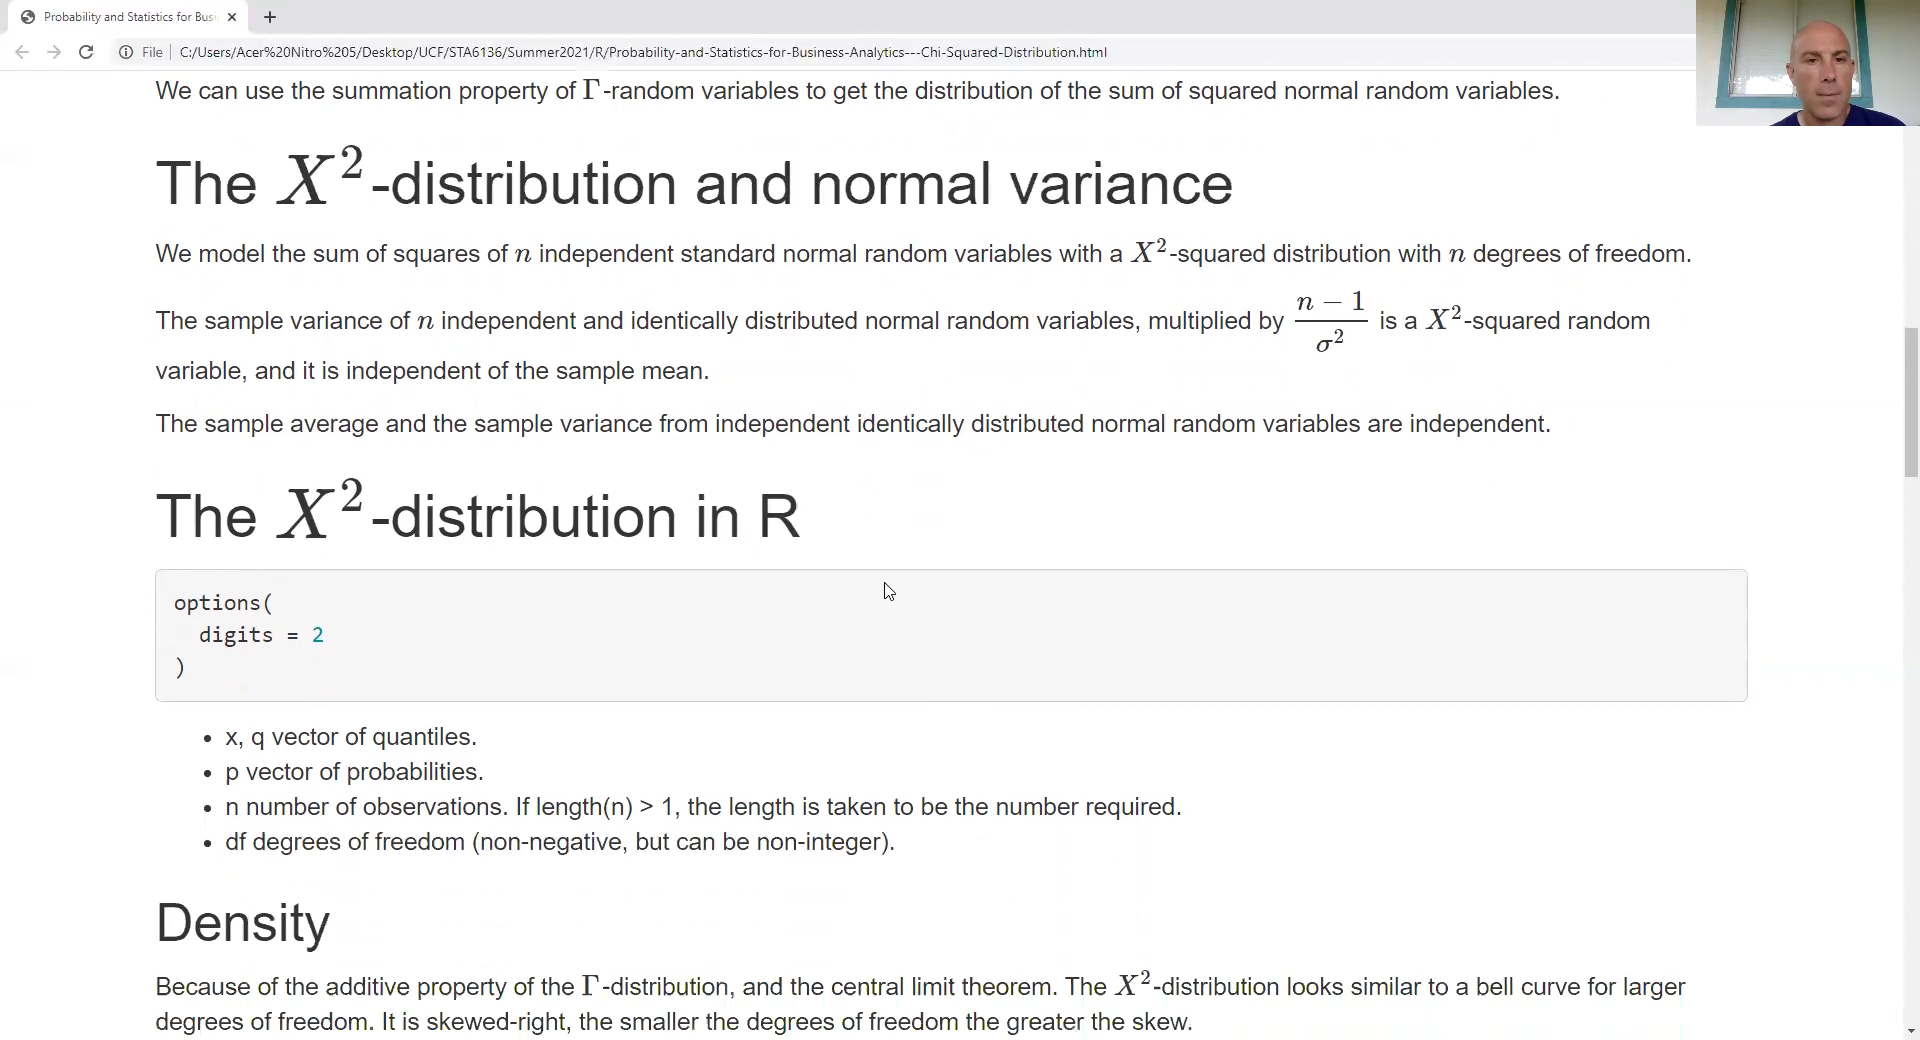 Probability and Statistics for Busi
File C:/Users/Acer%20Nitro%205/Desktop/UCF/STA6136/Summer2021/R/Probability-and-Statistics-for-Business-Analytics---Chi-Squared-Distribution.html
We can use the summation property of Γ-random variables to get the distribution of the sum of squared normal random variables.
The X²-distribution and normal variance
We model the sum of squares of n independent standard normal random variables with a X²-squared distribution with n degrees of freedom.
The sample variance of n independent and identically distributed normal random variables, multiplied by (n − 1)/σ² is a X²-squared random
variable, and it is independent of the sample mean.
The sample average and the sample variance from independent identically distributed normal random variables are independent.
The X²-distribution in R
options(
  digits = 2
)
• x, q vector of quantiles.
• p vector of probabilities.
• n number of observations. If length(n) > 1, the length is taken to be the number required.
• df degrees of freedom (non-negative, but can be non-integer).
Density
Because of the additive property of the Γ-distribution, and the central limit theorem. The X²-distribution looks similar to a bell curve for larger
degrees of freedom. It is skewed-right, the smaller the degrees of freedom the greater the skew.